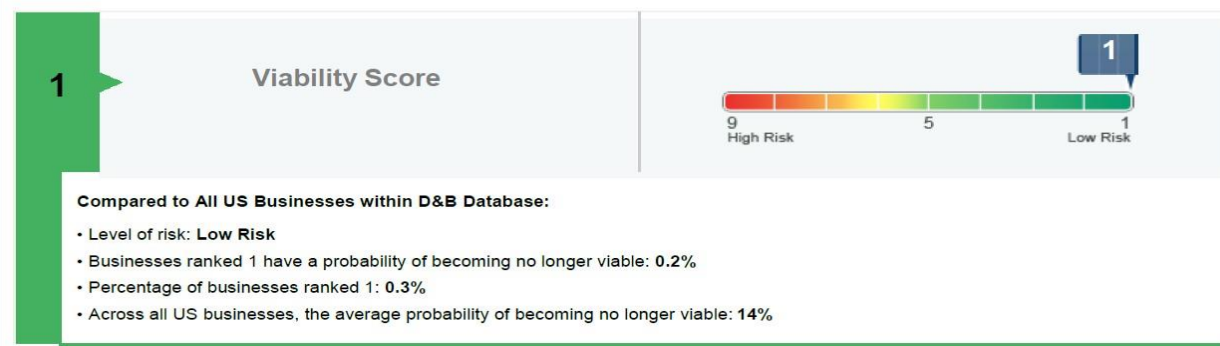 1
Viability Score
1
9 5 1
High Risk Low Risk
Compared to All US Businesses within D&B Database:
• Level of risk: Low Risk
• Businesses ranked 1 have a probability of becoming no longer viable: 0.2%
• Percentage of businesses ranked 1: 0.3%
• Across all US businesses, the average probability of becoming no longer viable: 14%